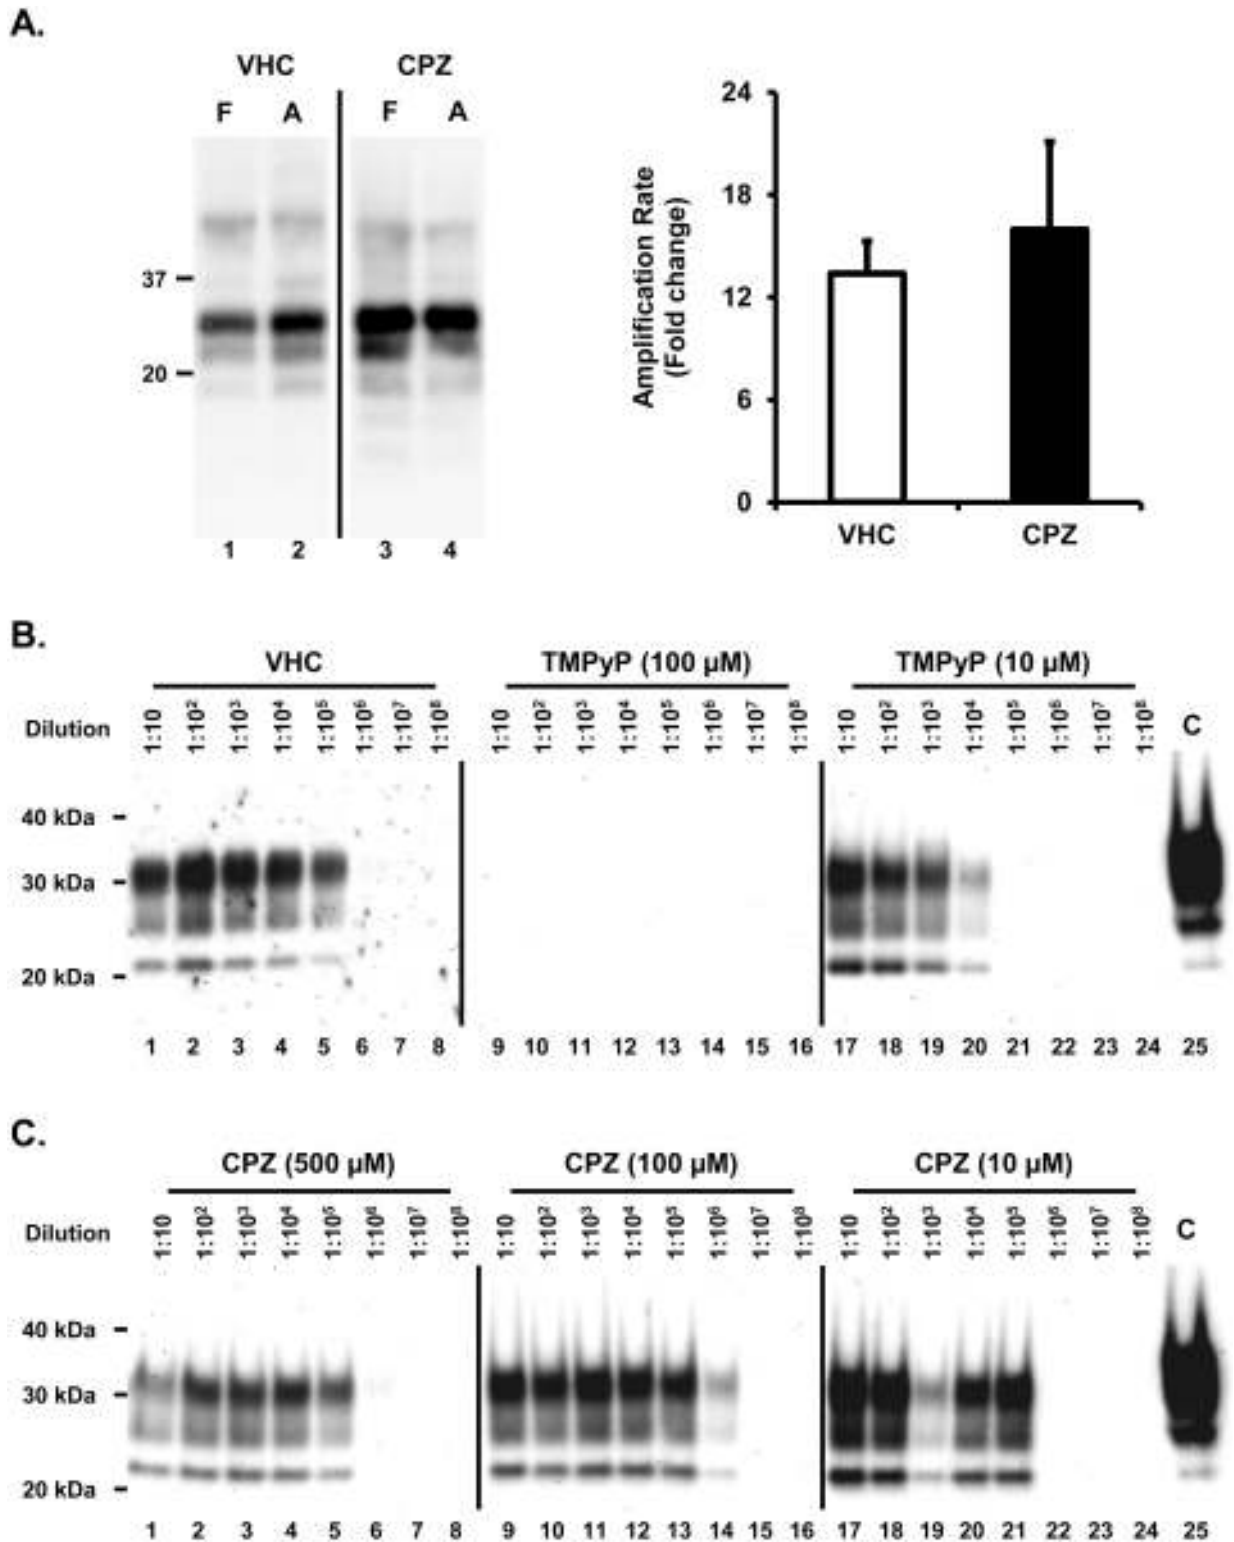 A.
VHC CPZ
F A F A
37
20
1 2 3 4
Amplification Rate
(Fold change)
24
18
12
6
0
VHC CPZ
B.
VHC TMPyP (100 µM) TMPyP (10 µM)
Dilution 1:10 1:10² 1:10³ 1:10⁴ 1:10⁵ 1:10⁶ 1:10⁷ 1:10⁸ 1:10 1:10² 1:10³ 1:10⁴ 1:10⁵ 1:10⁶ 1:10⁷ 1:10⁸ 1:10 1:10² 1:10³ 1:10⁴ 1:10⁵ 1:10⁶ 1:10⁷ 1:10⁸ C
40 kDa
30 kDa
20 kDa
1 2 3 4 5 6 7 8 9 10 11 12 13 14 15 16 17 18 19 20 21 22 23 24 25
C.
CPZ (500 µM) CPZ (100 µM) CPZ (10 µM)
Dilution 1:10 1:10² 1:10³ 1:10⁴ 1:10⁵ 1:10⁶ 1:10⁷ 1:10⁸ 1:10 1:10² 1:10³ 1:10⁴ 1:10⁵ 1:10⁶ 1:10⁷ 1:10⁸ 1:10 1:10² 1:10³ 1:10⁴ 1:10⁵ 1:10⁶ 1:10⁷ 1:10⁸ C
40 kDa
30 kDa
20 kDa
1 2 3 4 5 6 7 8 9 10 11 12 13 14 15 16 17 18 19 20 21 22 23 24 25